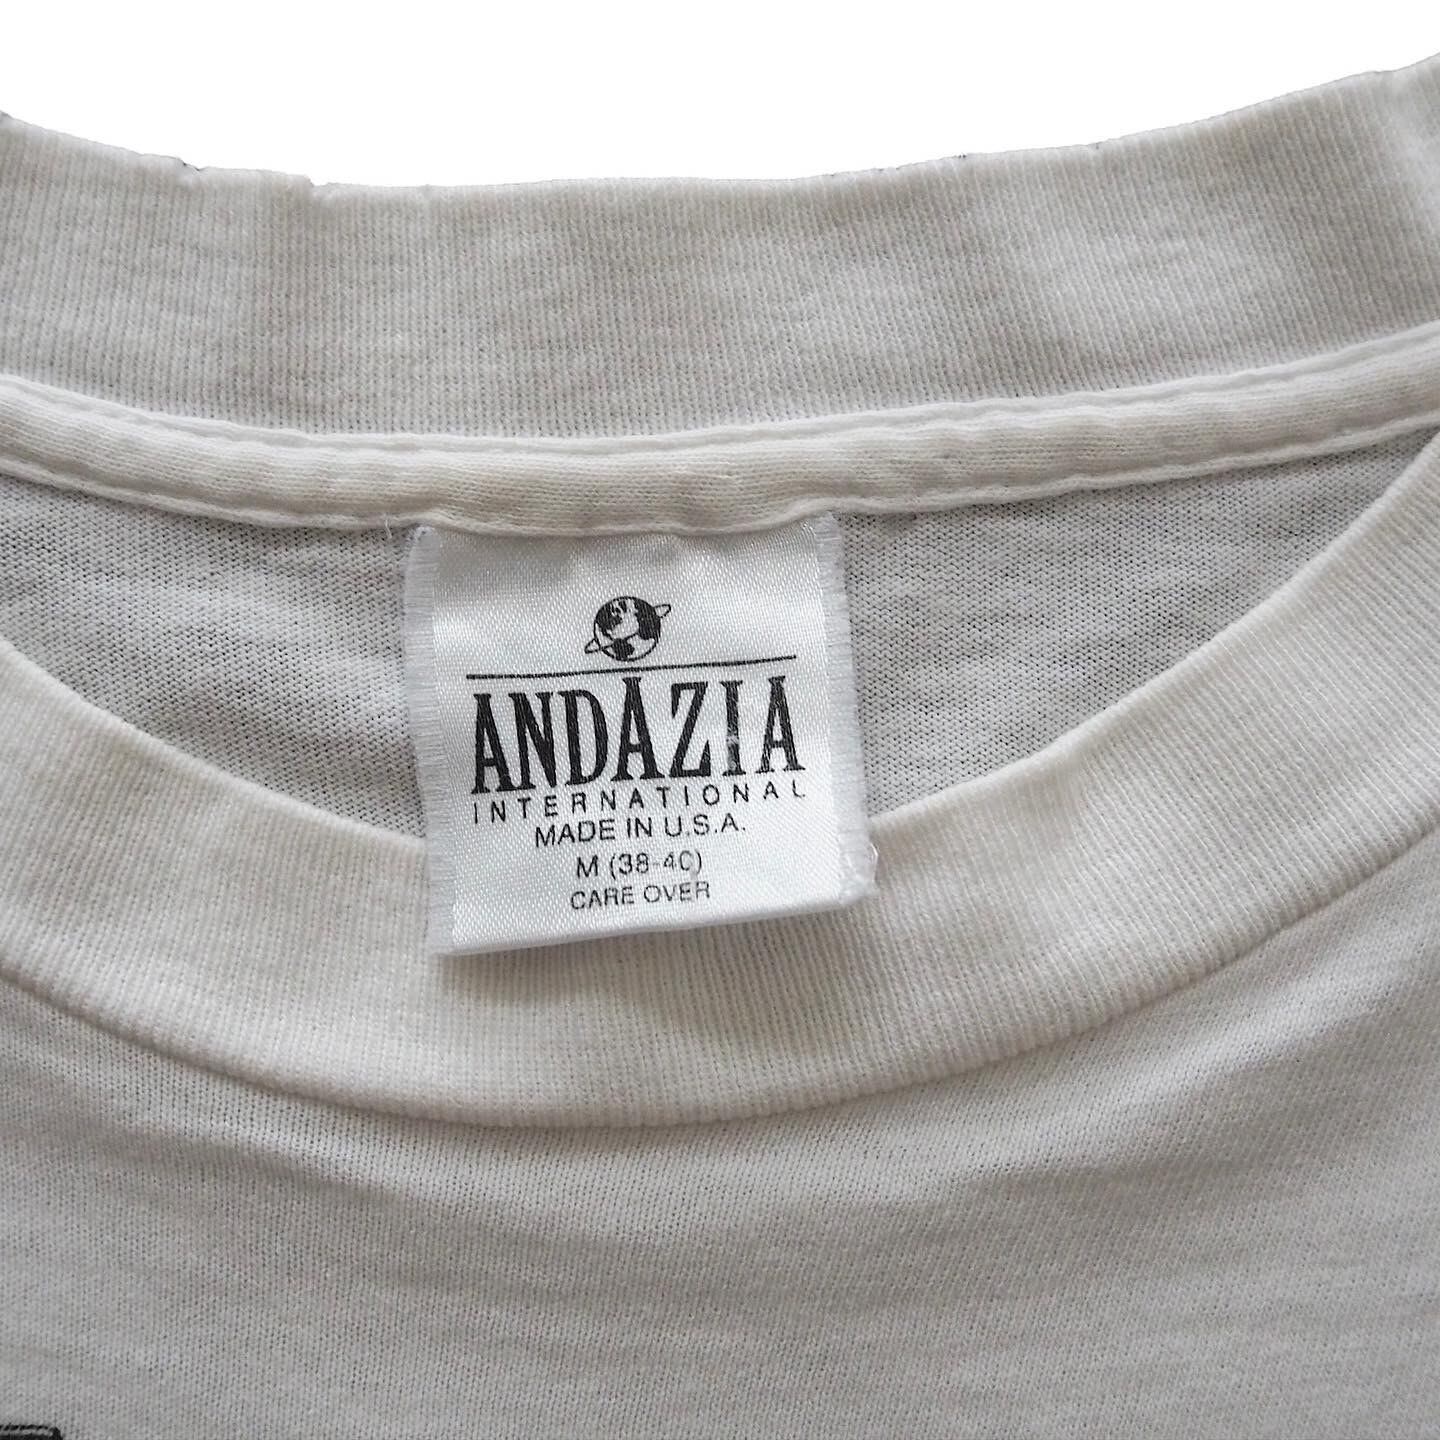 ANDAZIA
INTERNATIONAL
MADE IN U.S.A.
M (38-40)
CARE OVER